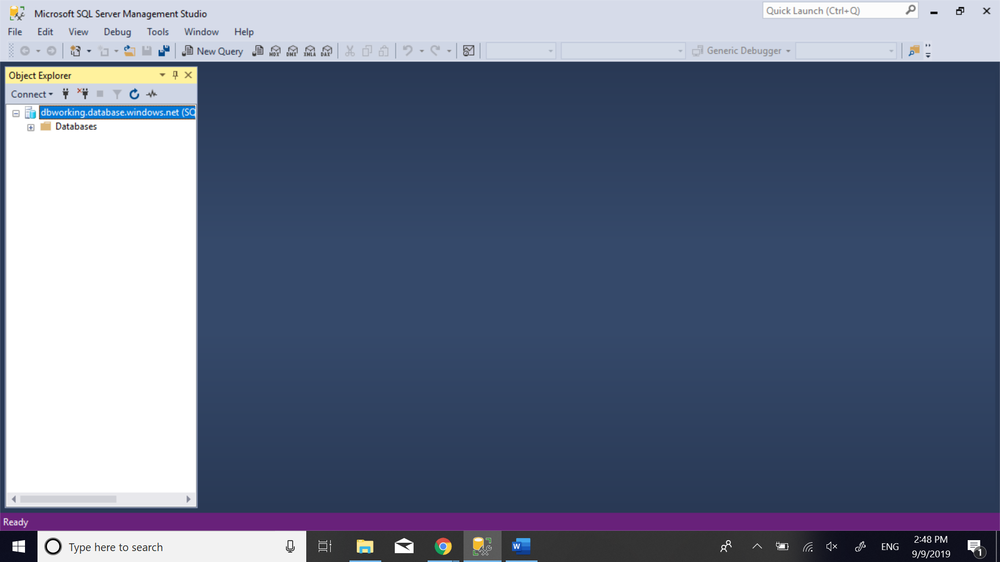 Microsoft SQL Server Management Studio
Quick Launch (Ctrl+Q)
File Edit View Debug Tools Window Help
New Query MDX DMX XMLA DAX Generic Debugger
Object Explorer
Connect
dbworking.database.windows.net (SQ
Databases
Ready
Type here to search
W
ENG
2:48 PM
9/9/2019
1